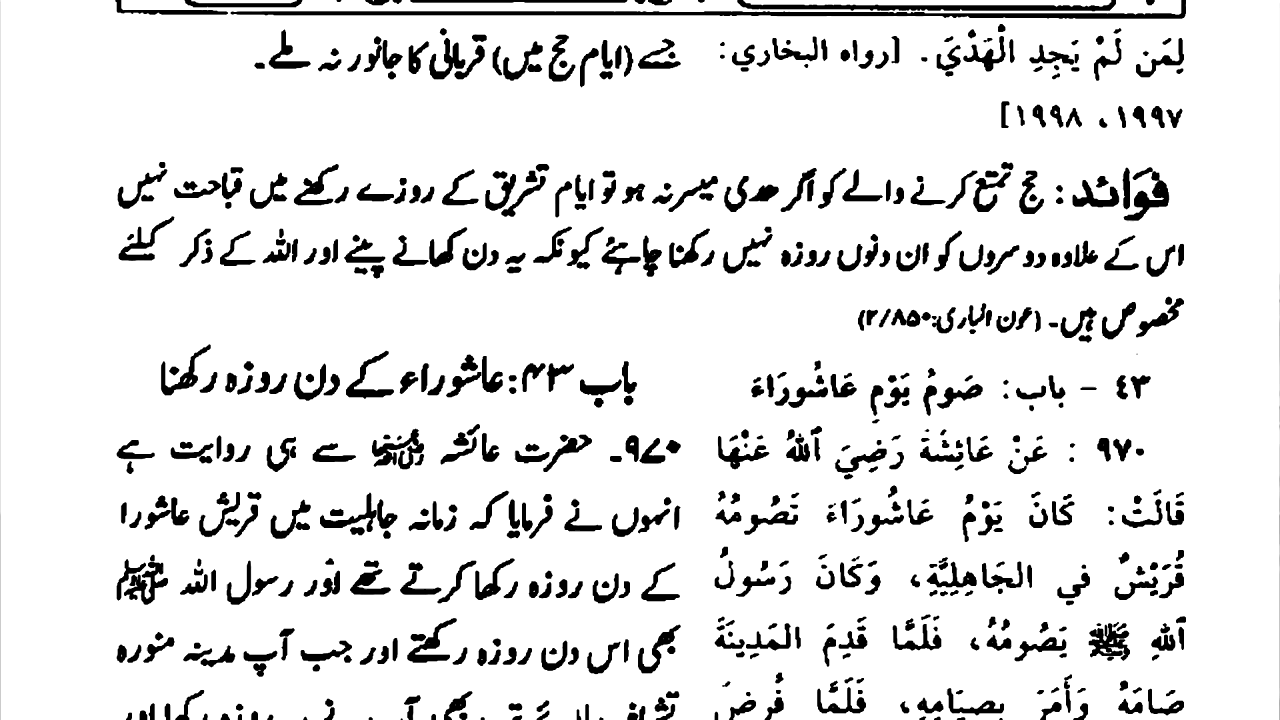 لِمَن لَمْ يَجِدِ الْهَدْيَ. [رواه البخاري:
١٩٩٧، ١٩٩٨]
جسے (ایام حج میں) قربانی کا جانور نہ ملے۔
فوائد: حج تمتع کرنے والے کو اگر ھدی میسر نہ ہو تو ایام تشریق کے روزے رکھنے میں قباحت نہیں
اس کے علاوہ دوسروں کو ان دنوں روزہ نہیں رکھنا چاہئے کیونکہ یہ دن کھانے پینے اور اللہ کے ذکر کیلئے
مخصوص ہیں۔ (عون الباری: ۲/۸۵۰)
٤٣ - باب: صَومُ يَوْمِ عَاشُورَاءَ
٩٧٠ : عَنْ عَائِشَةَ رَضِيَ ٱللهُ عَنْهَا
قَالَتْ: كَانَ يَوْمُ عَاشُورَاءَ تَصُومُهُ
قُرَيْشٌ في الجَاهِلِيَّةِ، وَكَانَ رَسُولُ
ٱللهِ ﷺ يَصُومُهُ، فَلَمَّا قَدِمَ المَدِينَةَ
صَامَهُ وَأَمَرَ بِصِيَامِهِ، فَلَمَّا فُرِضَ
باب ۴۳: عاشوراء کے دن روزہ رکھنا
۹۷۰۔ حضرت عائشہ رضی اللہ عنہا سے ہی روایت ہے
انہوں نے فرمایا کہ زمانہ جاہلیت میں قریش عاشورا
کے دن روزہ رکھا کرتے تھے اور رسول اللہ ﷺ
بھی اس دن روزہ رکھتے اور جب آپ مدینہ منورہ